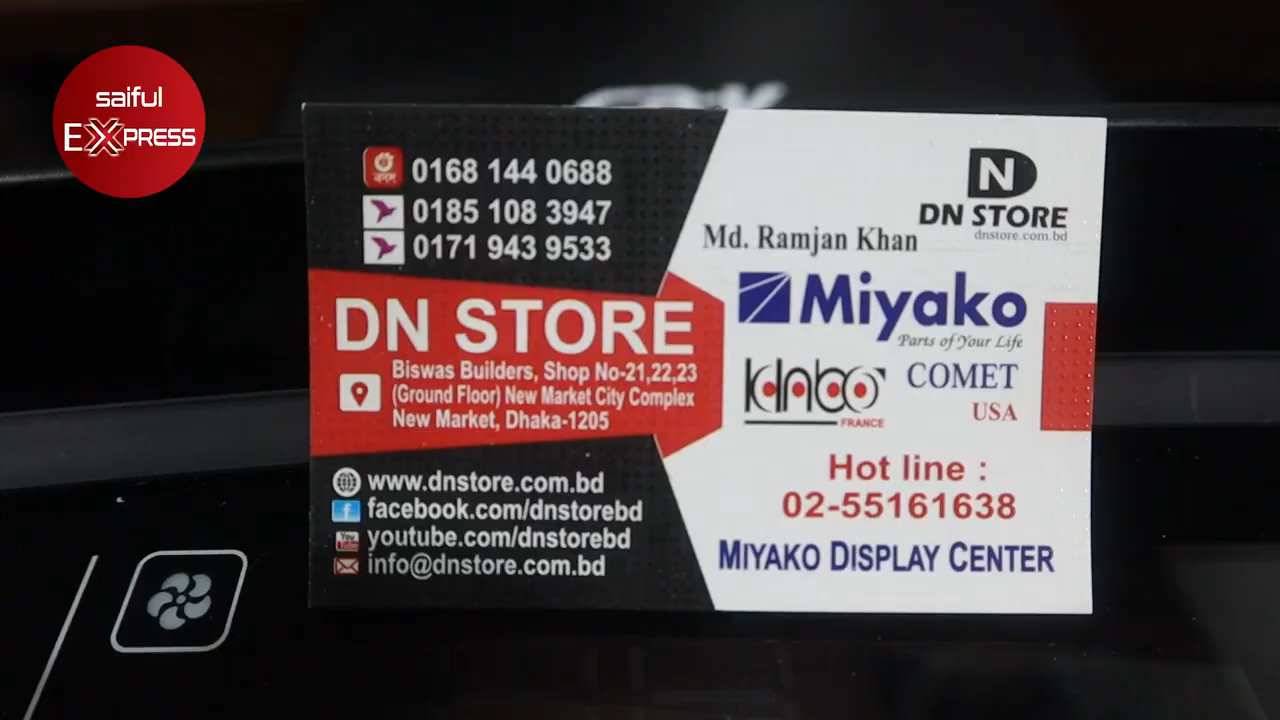 saiful
EXPRESS
0168 144 0688
0185 108 3947
0171 943 9533
DN STORE
Biswas Builders, Shop No-21,22,23
(Ground Floor) New Market City Complex
New Market, Dhaka-1205
www.dnstore.com.bd
facebook.com/dnstorebd
youtube.com/dnstorebd
info@dnstore.com.bd
DN STORE
dnstore.com.bd
Md. Ramjan Khan
Miyako
Parts of Your Life
FRANCE
COMET
USA
Hot line :
02-55161638
MIYAKO DISPLAY CENTER